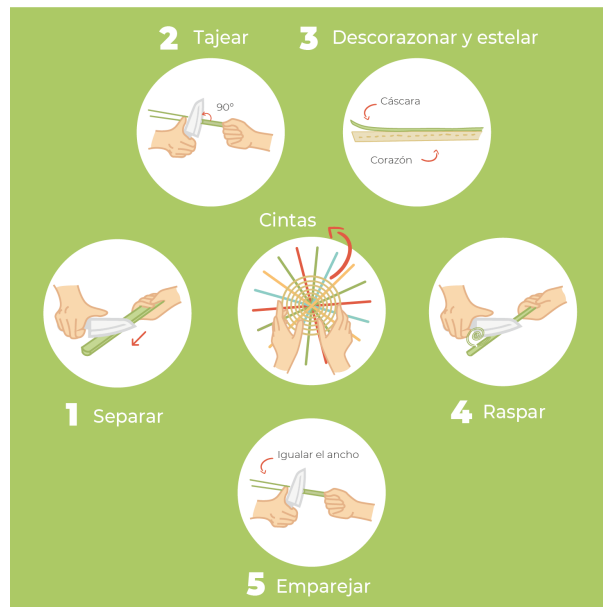 2 Tajear
90°
3 Descorazonar y estelar
Cáscara
Corazón
Cintas
1 Separar
4 Raspar
Igualar el ancho
5 Emparejar